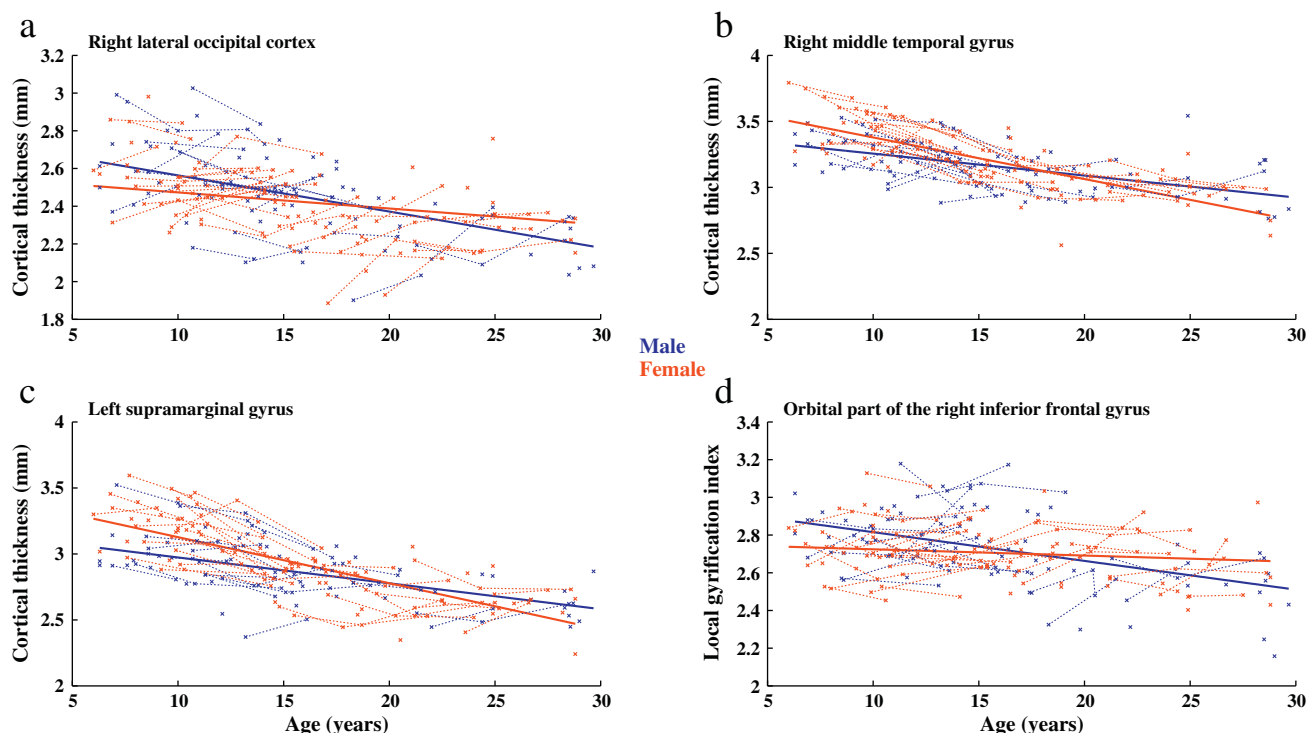 a
Right lateral occipital cortex
Cortical thickness (mm)
3.2
3
2.8
2.6
2.4
2.2
2
1.8
5 10 15 20 25 30
b
Right middle temporal gyrus
Cortical thickness (mm)
4
3.5
3
2.5
2
5 10 15 20 25 30
Male
Female
c
Left supramarginal gyrus
Cortical thickness (mm)
4
3.5
3
2.5
2
5 10 15 20 25 30
Age (years)
d
Orbital part of the right inferior frontal gyrus
Local gyrification index
3.4
3.2
3
2.8
2.6
2.4
2.2
2
5 10 15 20 25 30
Age (years)